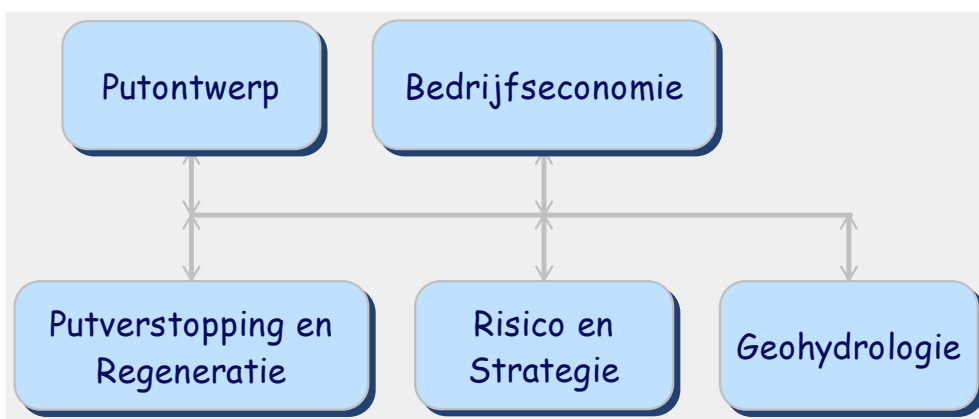 Putontwerp
Bedrijfseconomie
Putverstopping en
Regeneratie
Risico en
Strategie
Geohydrologie